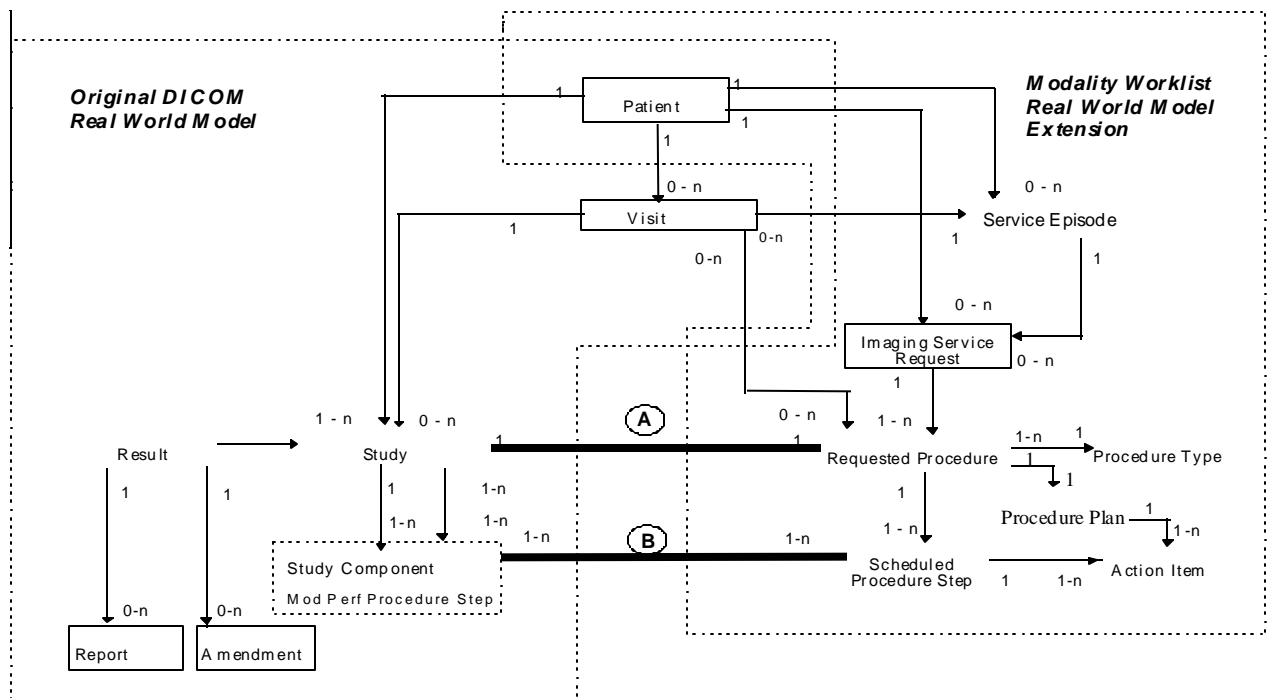 Original DICOM
Real World Model
Modality Worklist
Real World Model
Extension
1
Patient
1
1
1
0 - n
0 - n
Visit
1
0-n
1
Service Episode
0-n
1
0 - n
Imaging Service
Request
0 - n
1
1 - n
0 - n
A
0 - n
1 - n
1
1
Result
Study
Requested Procedure
1-n
1
1
Procedure Type
1
1
1
1
1-n
1
Procedure Plan
1
1-n
1-n
1-n
B
1-n
1 - n
1-n
Study Component
Mod Perf Procedure Step
Scheduled
Procedure Step
1
1-n
Action Item
0-n
0-n
Report
Amendment